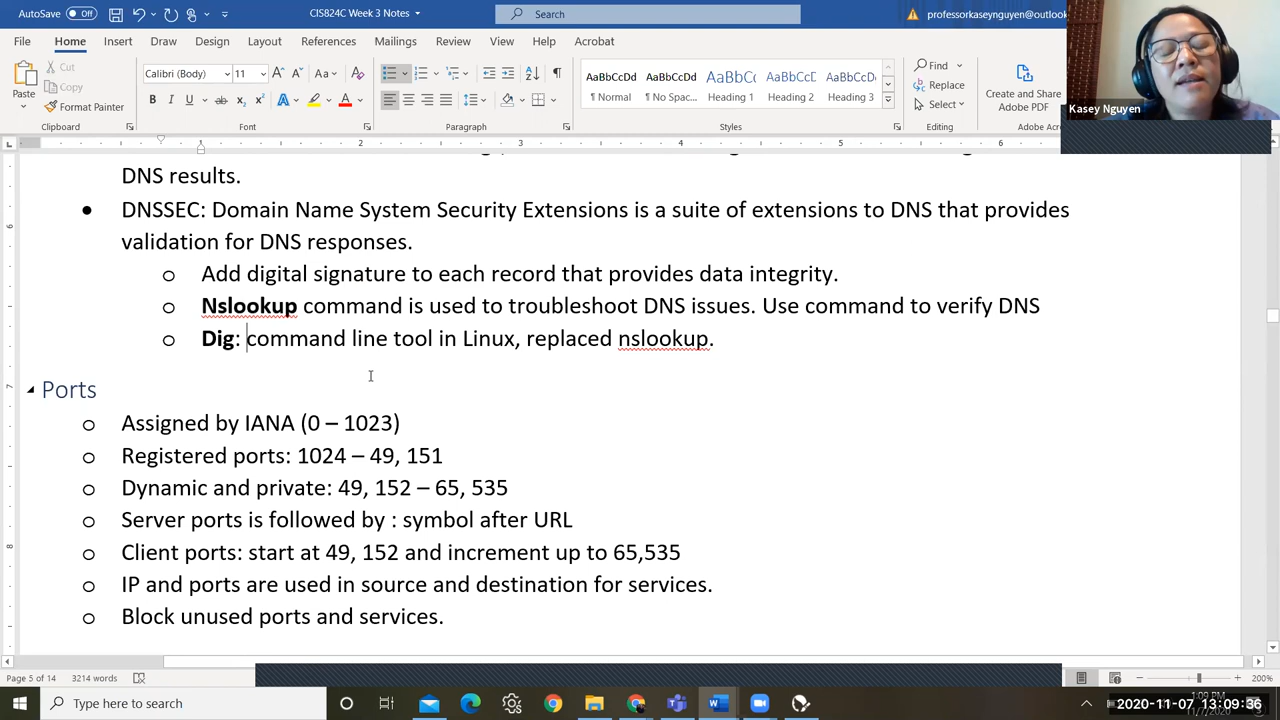 AutoSave Off CIS824C Week 3 Notes Search professorkaseynguyen@outlook
File Home Insert Draw Design Layout References Mailings Review View Help Acrobat
Paste Cut Copy Format Painter Clipboard
Calibri (Body) 11 Font
Paragraph
AaBbCcDd AaBbCcDd AaBbCc AaBbCcD AaBbCcD
¶ Normal ¶ No Spac... Heading 1 Heading 2 Heading 3
Styles
Find Replace Select Editing
Create and Share Adobe PDF
Adobe Acro
Kasey Nguyen
DNS results.
• DNSSEC: Domain Name System Security Extensions is a suite of extensions to DNS that provides
validation for DNS responses.
o Add digital signature to each record that provides data integrity.
o Nslookup command is used to troubleshoot DNS issues. Use command to verify DNS
o Dig: command line tool in Linux, replaced nslookup.
Ports
o Assigned by IANA (0 – 1023)
o Registered ports: 1024 – 49, 151
o Dynamic and private: 49, 152 – 65, 535
o Server ports is followed by : symbol after URL
o Client ports: start at 49, 152 and increment up to 65,535
o IP and ports are used in source and destination for services.
o Block unused ports and services.
Page 5 of 14 3214 words 200%
Type here to search
1:09 PM
2020-11-07 13:09:36
11/7/2020